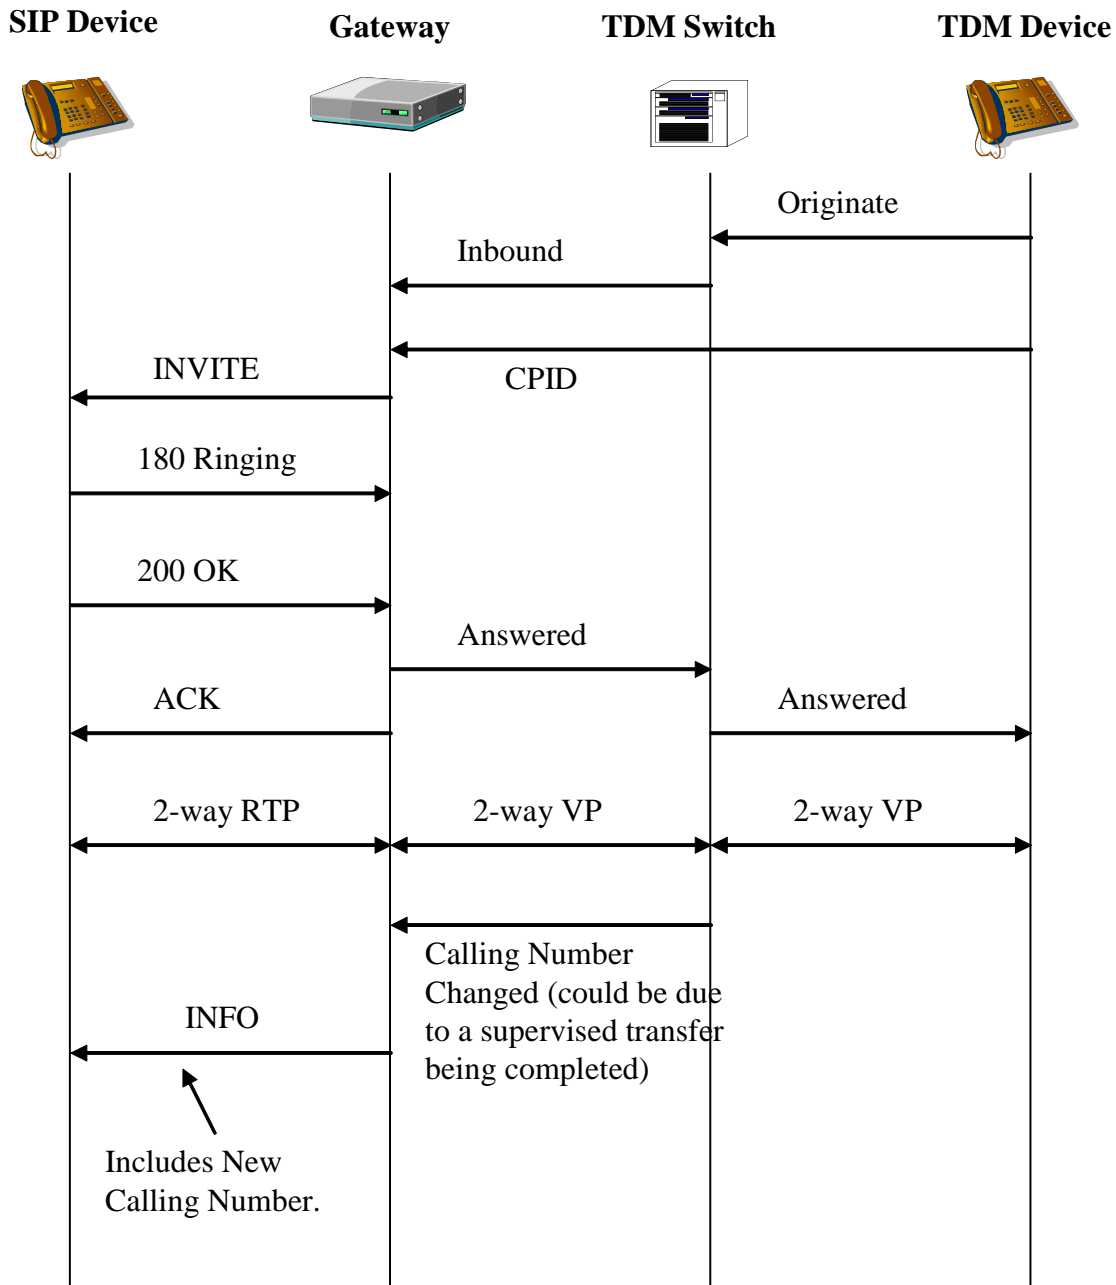 SIP Device
Gateway
TDM Switch
TDM Device
Originate
Inbound
INVITE
CPID
180 Ringing
200 OK
Answered
ACK
Answered
2-way RTP
2-way VP
2-way VP
Calling Number
Changed (could be due
to a supervised transfer
being completed)
INFO
Includes New
Calling Number.